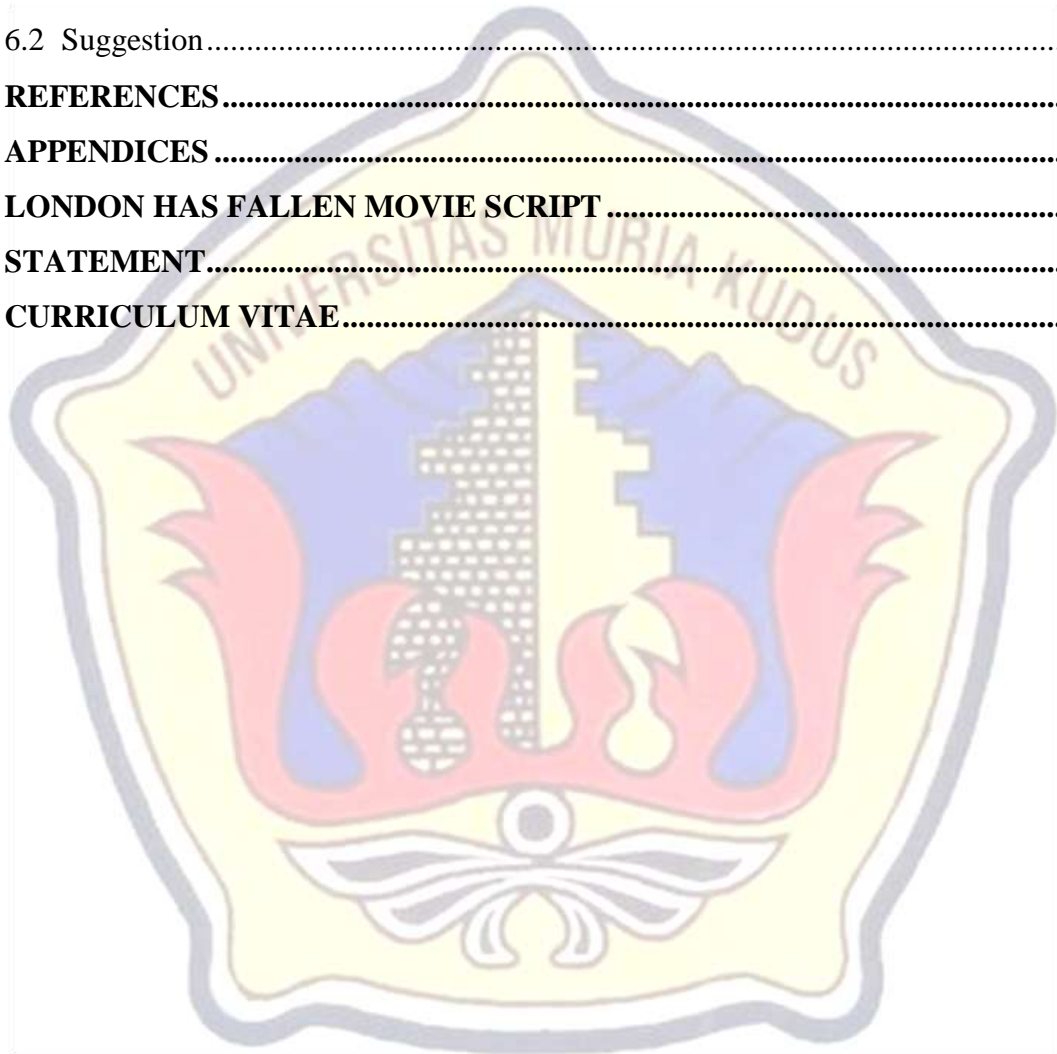 6.2 Suggestion........................................................................................
REFERENCES.......................................................................................
APPENDICES .......................................................................................
LONDON HAS FALLEN MOVIE SCRIPT ................................................
STATEMENT.........................................................................................
CURRICULUM VITAE............................................................................
UNIVERSITAS MURIA KUDUS